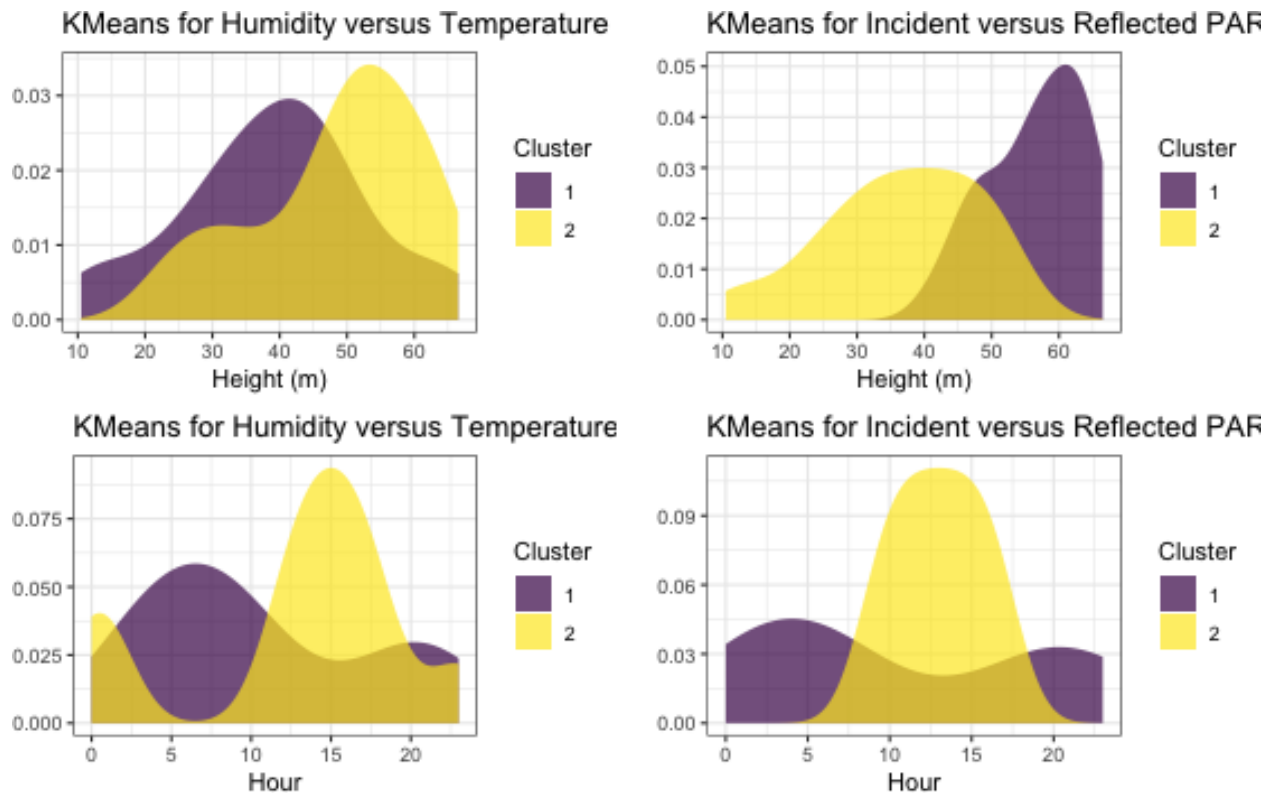 KMeans for Humidity versus Temperature
0.03
0.02
0.01
0.00
10 20 30 40 50 60
Height (m)
Cluster
1
2
KMeans for Incident versus Reflected PAR
0.05
0.04
0.03
0.02
0.01
0.00
10 20 30 40 50 60
Height (m)
Cluster
1
2
KMeans for Humidity versus Temperature
0.075
0.050
0.025
0.000
0 5 10 15 20
Hour
Cluster
1
2
KMeans for Incident versus Reflected PAR
0.09
0.06
0.03
0.00
0 5 10 15 20
Hour
Cluster
1
2